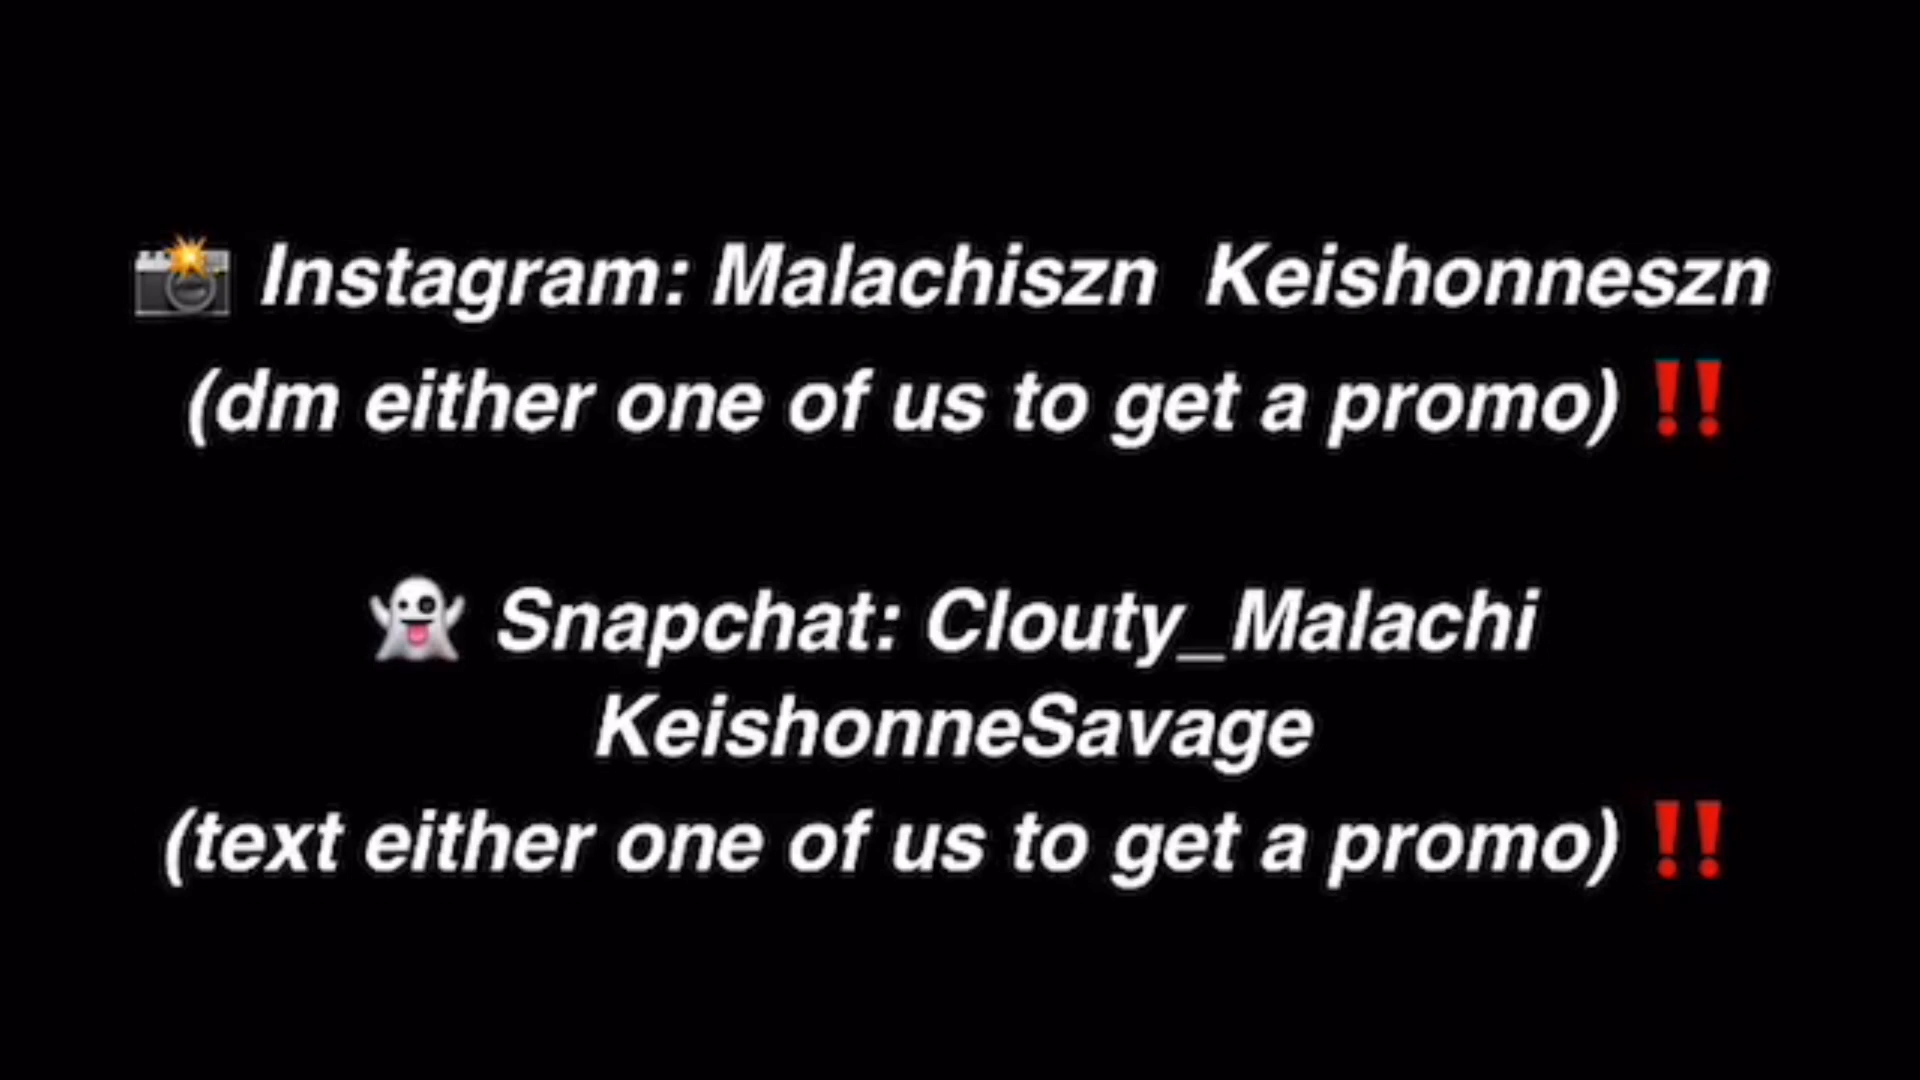 📸 Instagram: Malachiszn  Keishonneszn
(dm either one of us to get a promo) ‼️
👻 Snapchat: Clouty_Malachi
KeishonneSavage
(text either one of us to get a promo) ‼️